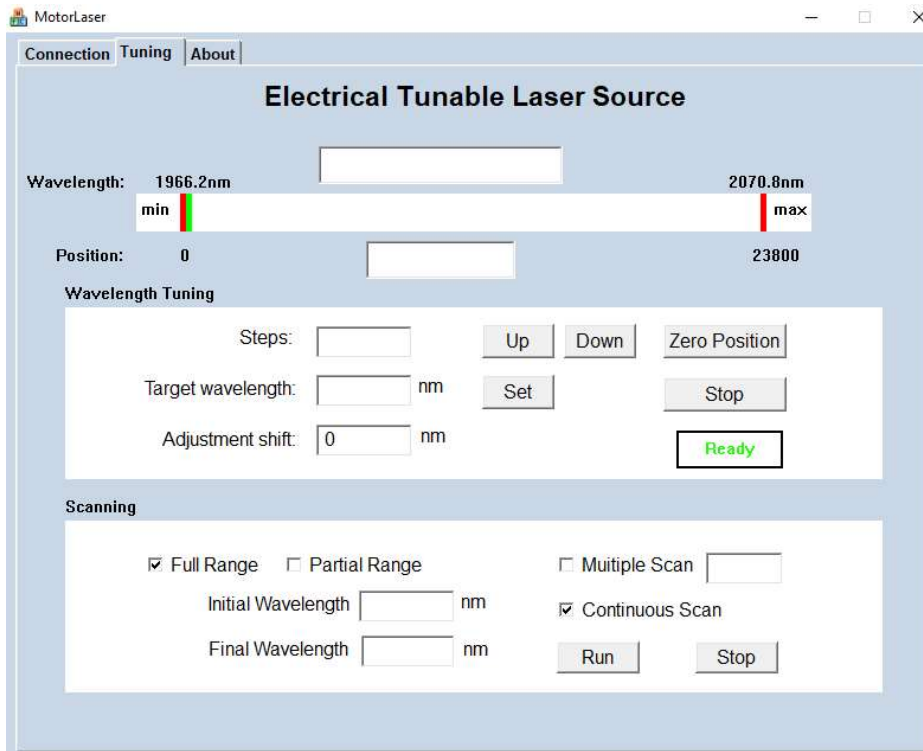 MotorLaser
Connection Tuning About
Electrical Tunable Laser Source
Wavelength: 1966.2nm 2070.8nm
min max
Position: 0 23800
Wavelength Tuning
Steps: Up Down Zero Position
Target wavelength: nm Set Stop
Adjustment shift: 0 nm Ready
Scanning
Full Range Partial Range Multiple Scan
Initial Wavelength nm Continuous Scan
Final Wavelength nm Run Stop